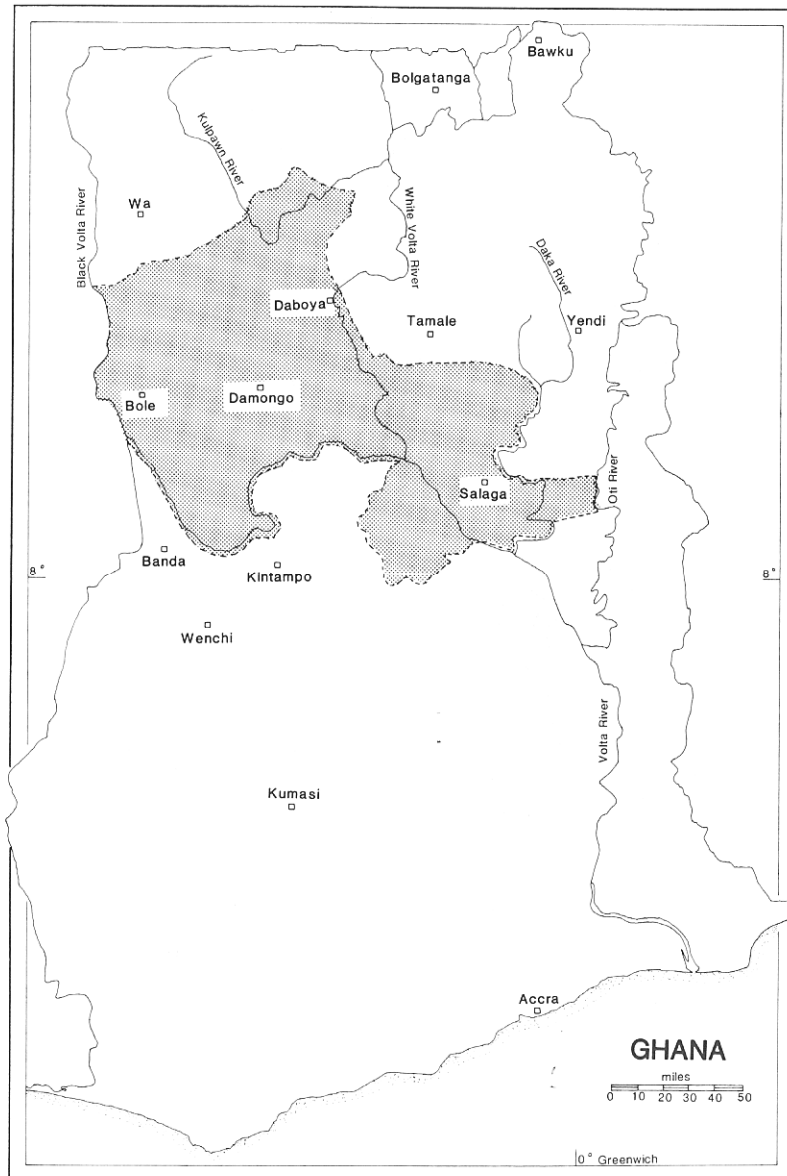 Bawku
Bolgatanga
Kulpawn River
Wa
Black Volta River
White Volta River
Daka River
Daboya
Tamale
Yendi
Bole
Damongo
Salaga
Oti River
Banda
Kintampo
8°
8°
Wenchi
Volta River
Kumasi
Accra
GHANA
miles
0 10 20 30 40 50
0° Greenwich